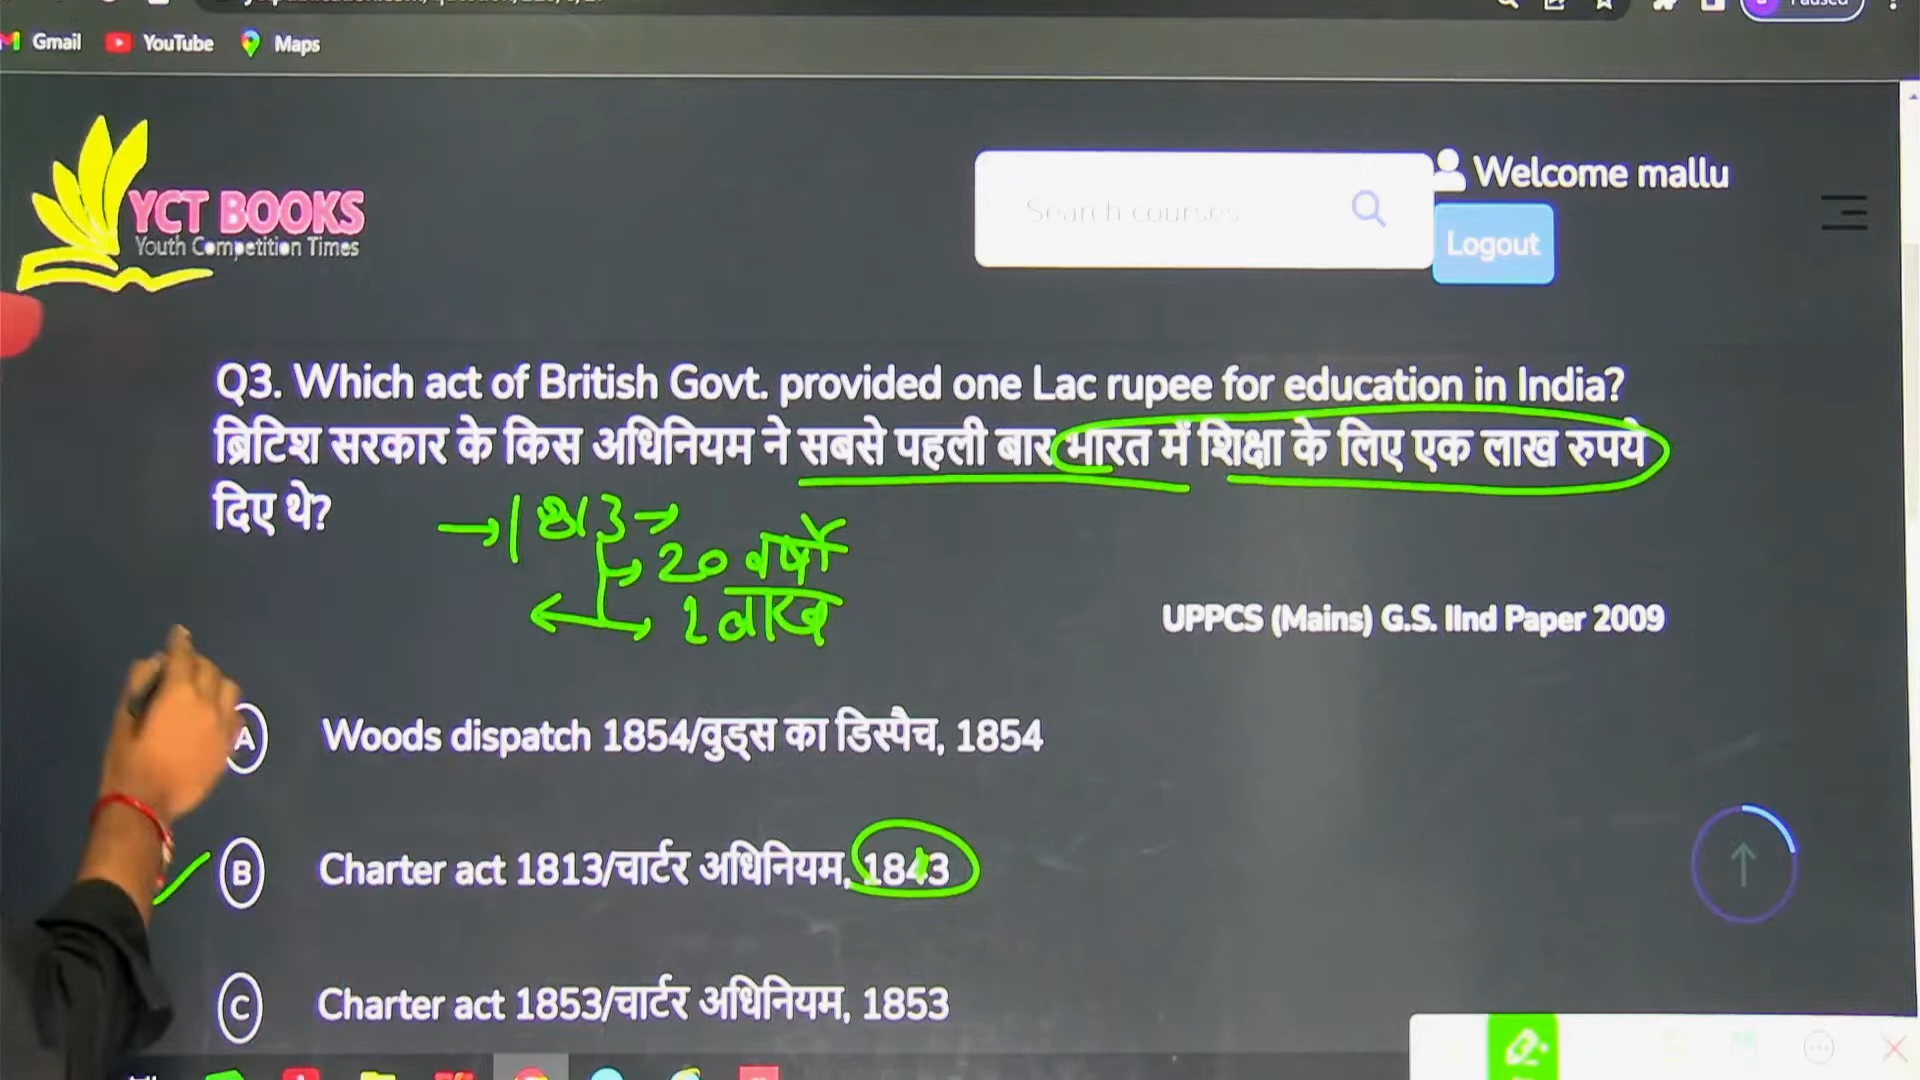 Gmail YouTube Maps
YCT BOOKS
Youth Competition Times
Search courses
Welcome mallu
Logout
Q3. Which act of British Govt. provided one Lac rupee for education in India?
ब्रिटिश सरकार के किस अधिनियम ने सबसे पहली बार भारत में शिक्षा के लिए एक लाख रुपये
दिए थे?
→1813→
20 वर्षों
1 लाख
UPPCS (Mains) G.S. IInd Paper 2009
A Woods dispatch 1854/वुड्स का डिस्पैच, 1854
B Charter act 1813/चार्टर अधिनियम, 1843
C Charter act 1853/चार्टर अधिनियम, 1853